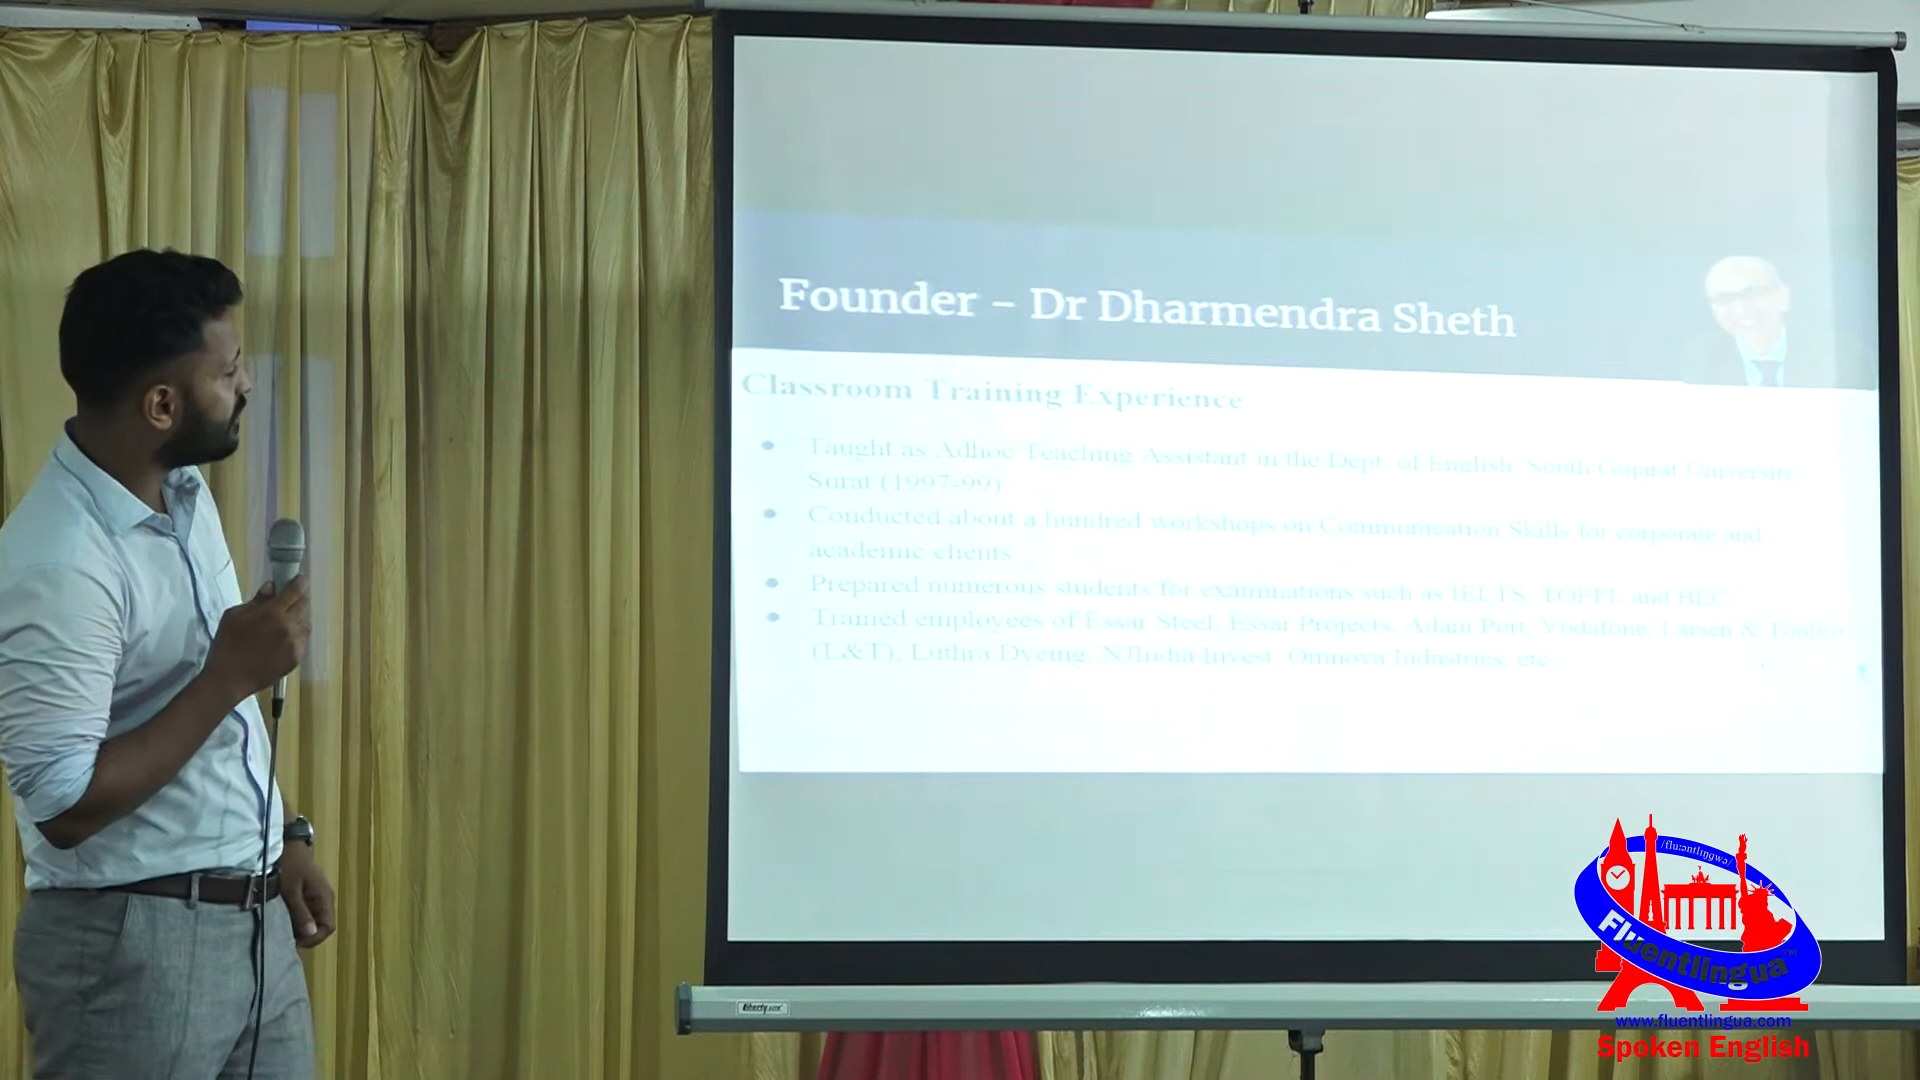 Founder – Dr Dharmendra Sheth
Classroom Training Experience
Taught as Adhoc Teaching Assistant in the Dept. of English, South Gujarat University,
Surat (1997-99)
Conducted about a hundred workshops on Communication Skills for corporate and
academic clients
Prepared numerous students for examinations such as IELTS, TOEFL and BEC
Trained employees of Essar Steel, Essar Projects, Adani Port, Vodafone, Larsen & Toubro
(L&T), Luthra Dyeing, NJIndia Invest, Omnova Industries, etc
/fluːəntlɪŋgwə/
Fluentlingua™
www.fluentlingua.com
Spoken English